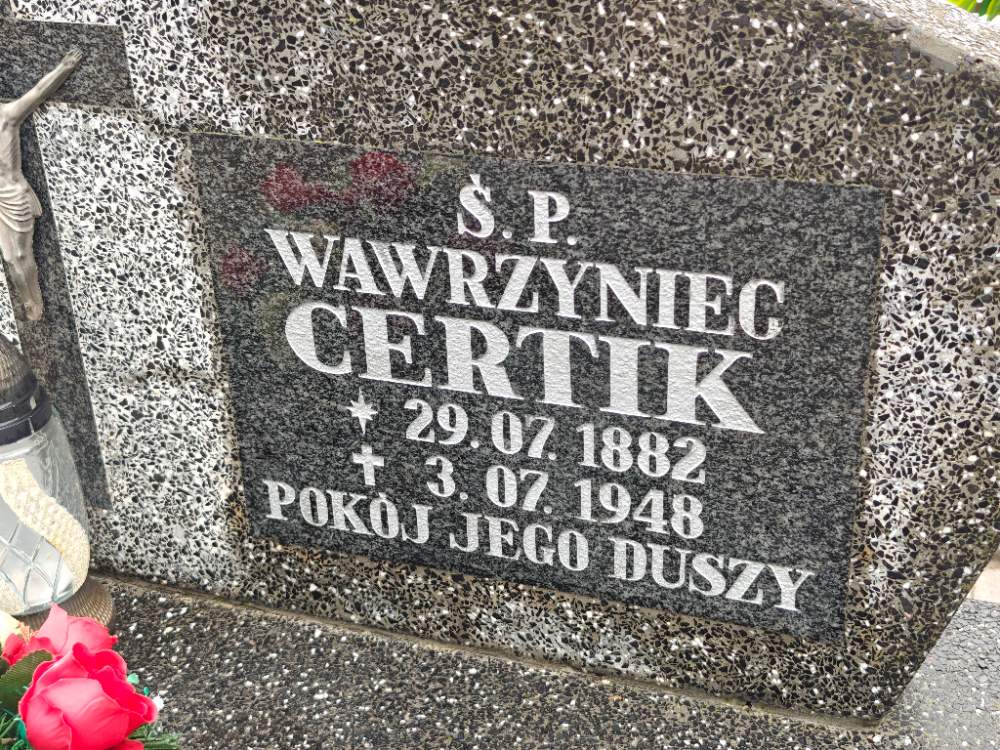 Ś. P.
WAWRZYNIEC
CERTIK
* 29. 07. 1882
✝ 3. 07. 1948
POKÓJ JEGO DUSZY